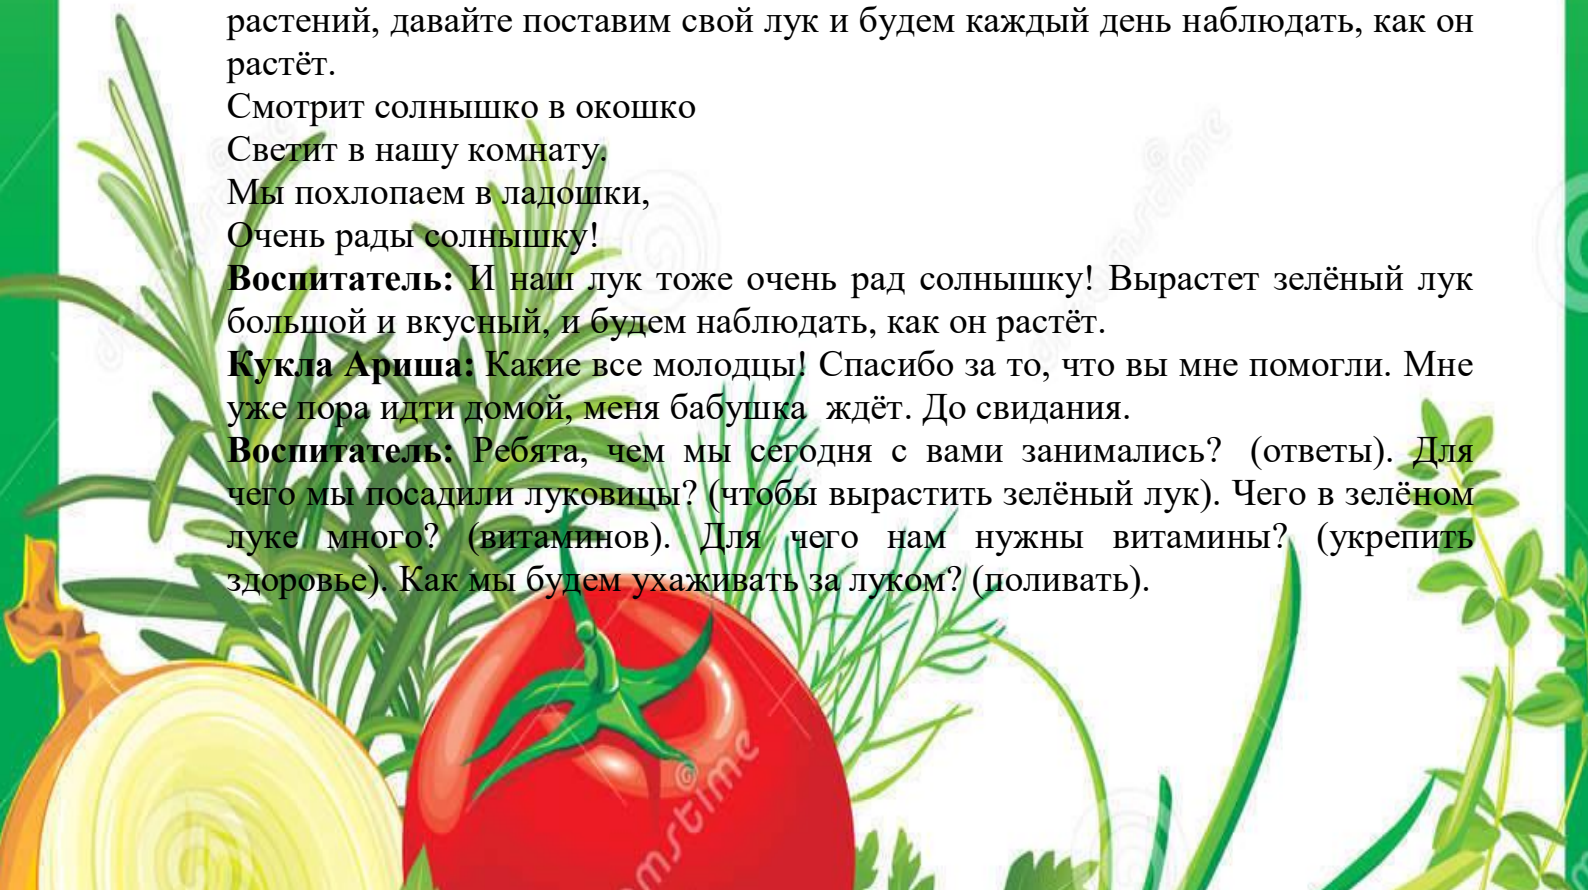 растений, давайте поставим свой лук и будем каждый день наблюдать, как он
растёт.
Смотрит солнышко в окошко
Светит в нашу комнату.
Мы похлопаем в ладошки,
Очень рады солнышку!
Воспитатель: И наш лук тоже очень рад солнышку! Вырастет зелёный лук
большой и вкусный, и будем наблюдать, как он растёт.
Кукла Ариша: Какие все молодцы! Спасибо за то, что вы мне помогли. Мне
уже пора идти домой, меня бабушка ждёт. До свидания.
Воспитатель: Ребята, чем мы сегодня с вами занимались? (ответы). Для
чего мы посадили луковицы? (чтобы вырастить зелёный лук). Чего в зелёном
луке много? (витаминов). Для чего нам нужны витамины? (укрепить
здоровье). Как мы будем ухаживать за луком? (поливать).